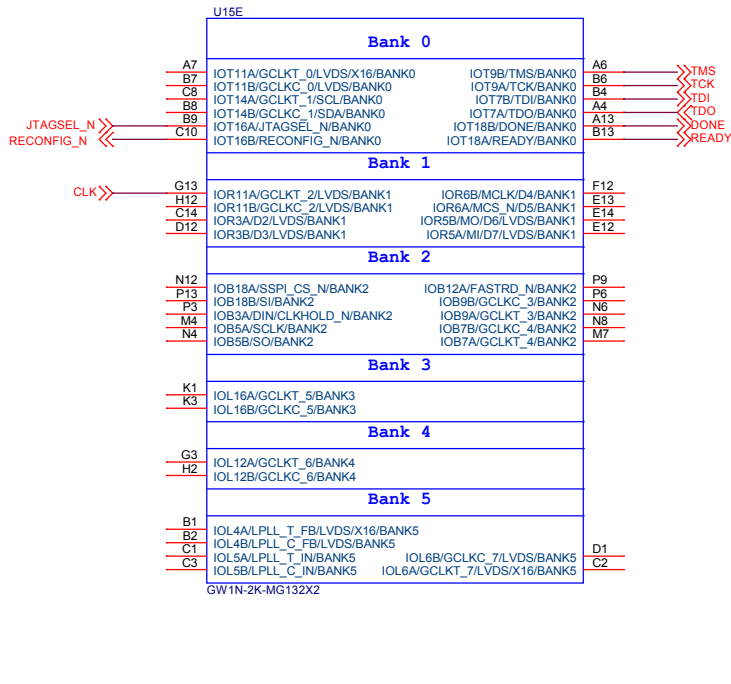 U15E
Bank 0
A7 IOT11A/GCLKT_0/LVDS/X16/BANK0 IOT9B/TMS/BANK0 A6 TMS
B7 IOT11B/GCLKC_0/LVDS/BANK0 IOT9A/TCK/BANK0 B6 TCK
C8 IOT14A/GCLKT_1/SCL/BANK0 IOT7B/TDI/BANK0 B4 TDI
B8 IOT14B/GCLKC_1/SDA/BANK0 IOT7A/TDO/BANK0 A4 TDO
JTAGSEL_N B9 IOT16A/JTAGSEL_N/BANK0 IOT18B/DONE/BANK0 A13 DONE
RECONFIG_N C10 IOT16B/RECONFIG_N/BANK0 IOT18A/READY/BANK0 B13 READY
Bank 1
CLK G13 IOR11A/GCLKT_2/LVDS/BANK1 IOR6B/MCLK/D4/BANK1 F12
H12 IOR11B/GCLKC_2/LVDS/BANK1 IOR6A/MCS_N/D5/BANK1 E13
C14 IOR3A/D2/LVDS/BANK1 IOR5B/MO/D6/LVDS/BANK1 E14
D12 IOR3B/D3/LVDS/BANK1 IOR5A/MI/D7/LVDS/BANK1 E12
Bank 2
N12 IOB18A/SSPI_CS_N/BANK2 IOB12A/FASTRD_N/BANK2 P9
P13 IOB18B/SI/BANK2 IOB9B/GCLKC_3/BANK2 P6
P3 IOB3A/DIN/CLKHOLD_N/BANK2 IOB9A/GCLKT_3/BANK2 N6
M4 IOB5A/SCLK/BANK2 IOB7B/GCLKC_4/BANK2 N8
N4 IOB5B/SO/BANK2 IOB7A/GCLKT_4/BANK2 M7
Bank 3
K1 IOL16A/GCLKT_5/BANK3
K3 IOL16B/GCLKC_5/BANK3
Bank 4
G3 IOL12A/GCLKT_6/BANK4
H2 IOL12B/GCLKC_6/BANK4
Bank 5
B1 IOL4A/LPLL_T_FB/LVDS/X16/BANK5
B2 IOL4B/LPLL_C_FB/LVDS/BANK5
C1 IOL5A/LPLL_T_IN/BANK5 IOL6B/GCLKC_7/LVDS/BANK5 D1
C3 IOL5B/LPLL_C_IN/BANK5 IOL6A/GCLKT_7/LVDS/X16/BANK5 C2
GW1N-2K-MG132X2